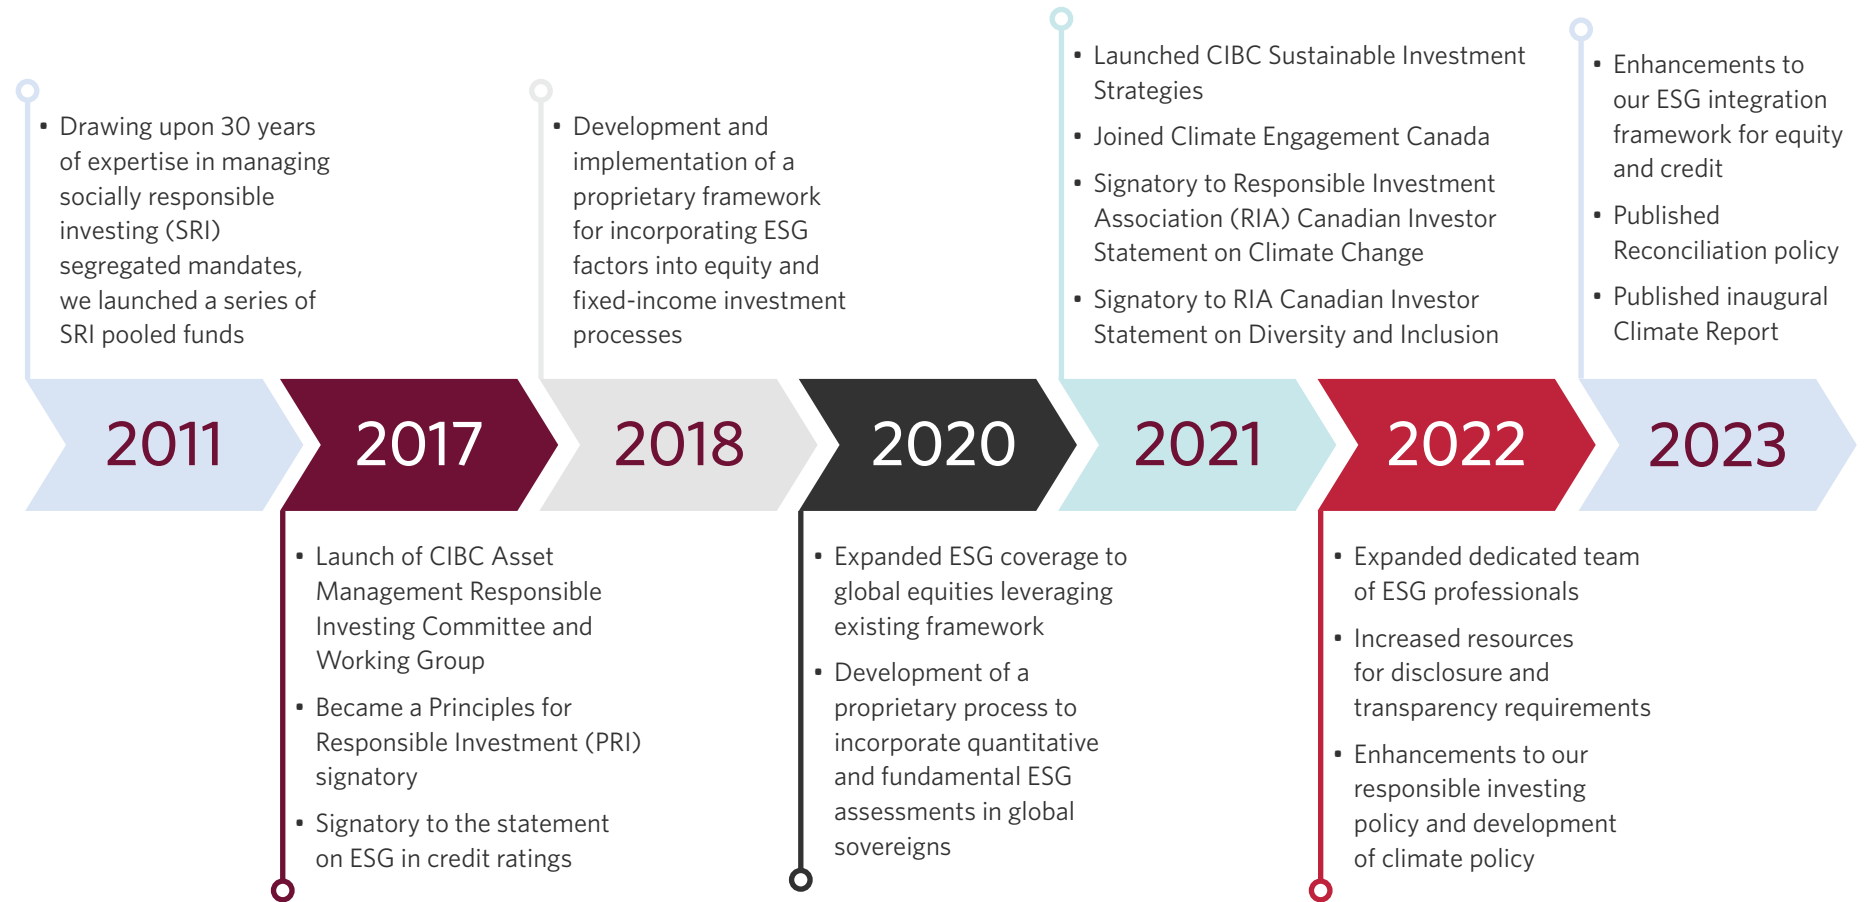 • Drawing upon 30 years
of expertise in managing
socially responsible
investing (SRI)
segregated mandates,
we launched a series of
SRI pooled funds
2011
2017
• Launch of CIBC Asset
Management Responsible
Investing Committee and
Working Group
• Became a Principles for
Responsible Investment (PRI)
signatory
• Signatory to the statement
on ESG in credit ratings
• Development and
implementation of a
proprietary framework
for incorporating ESG
factors into equity and
fixed-income investment
processes
2018
2020
• Expanded ESG coverage to
global equities leveraging
existing framework
• Development of a
proprietary process to
incorporate quantitative
and fundamental ESG
assessments in global
sovereigns
• Launched CIBC Sustainable Investment
Strategies
• Joined Climate Engagement Canada
• Signatory to Responsible Investment
Association (RIA) Canadian Investor
Statement on Climate Change
• Signatory to RIA Canadian Investor
Statement on Diversity and Inclusion
2021
2022
• Expanded dedicated team
of ESG professionals
• Increased resources
for disclosure and
transparency requirements
• Enhancements to our
responsible investing
policy and development
of climate policy
• Enhancements to
our ESG integration
framework for equity
and credit
• Published
Reconciliation policy
• Published inaugural
Climate Report
2023